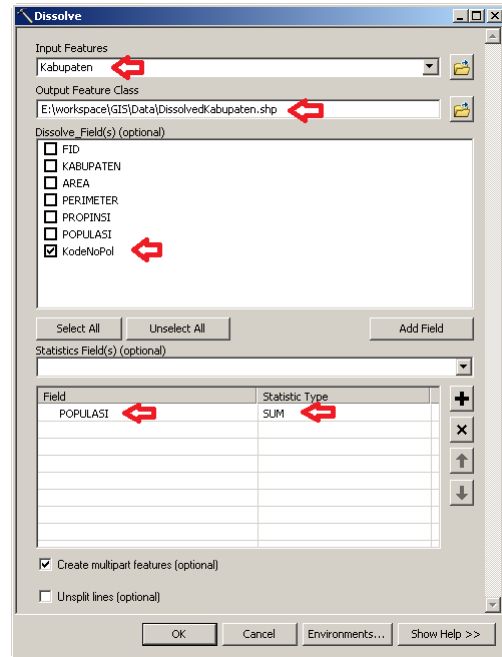 Dissolve
Input Features
Kabupaten
Output Feature Class
E:\workspace\GIS\Data\DissolvedKabupaten.shp
Dissolve_Field(s) (optional)
FID
KABUPATEN
AREA
PERIMETER
PROPINSI
POPULASI
KodeNoPol
Select All Unselect All Add Field
Statistics Field(s) (optional)
Field Statistic Type
POPULASI SUM
Create multipart features (optional)
Unsplit lines (optional)
OK Cancel Environments... Show Help >>